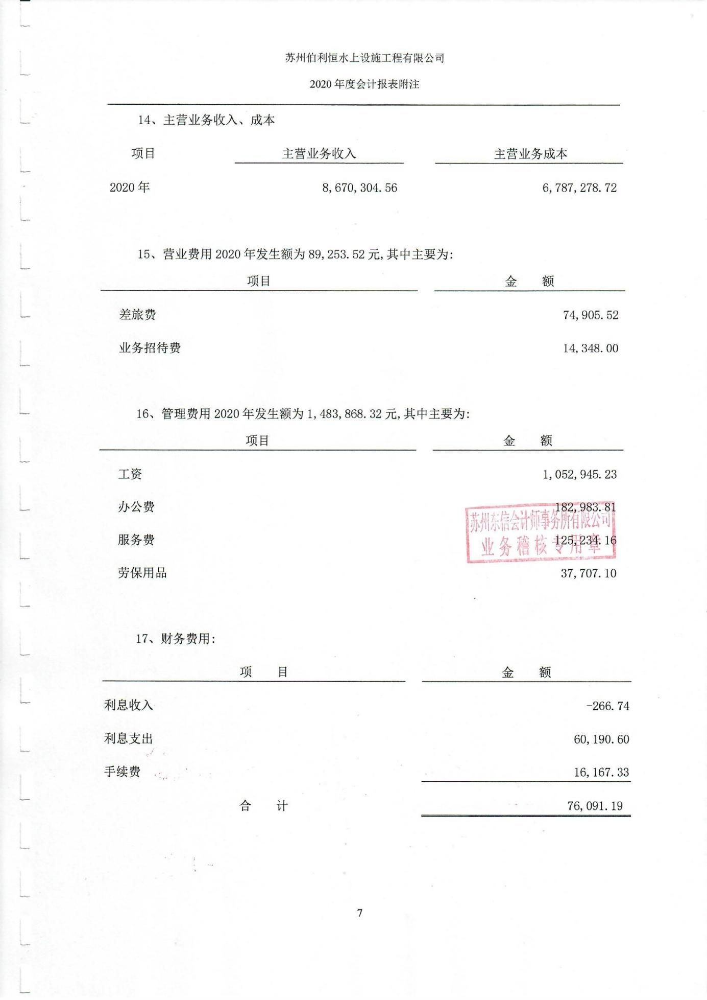 苏州伯利恒水上设施工程有限公司
2020 年度会计报表附注
14、主营业务收入、成本
项目 主营业务收入 主营业务成本
2020 年 8,670,304.56 6,787,278.72
15、营业费用 2020 年发生额为 89,253.52 元,其中主要为:
项目 金 额
差旅费 74,905.52
业务招待费 14,348.00
16、管理费用 2020 年发生额为 1,483,868.32 元,其中主要为:
项目 金 额
工资 1,052,945.23
办公费 182,983.81
苏州东信会计师事务所有限公司
服务费 125,234.16
业务稽核专用章
劳保用品 37,707.10
17、财务费用:
项 目 金 额
利息收入 -266.74
利息支出 60,190.60
手续费 16,167.33
合 计 76,091.19
7